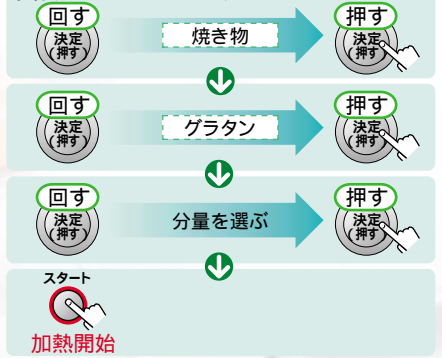 回す
決定
(押す)
焼き物
押す
決定
(押す)
回す
決定
(押す)
グラタン
押す
決定
(押す)
回す
決定
(押す)
分量を選ぶ
押す
決定
(押す)
スタート
加熱開始